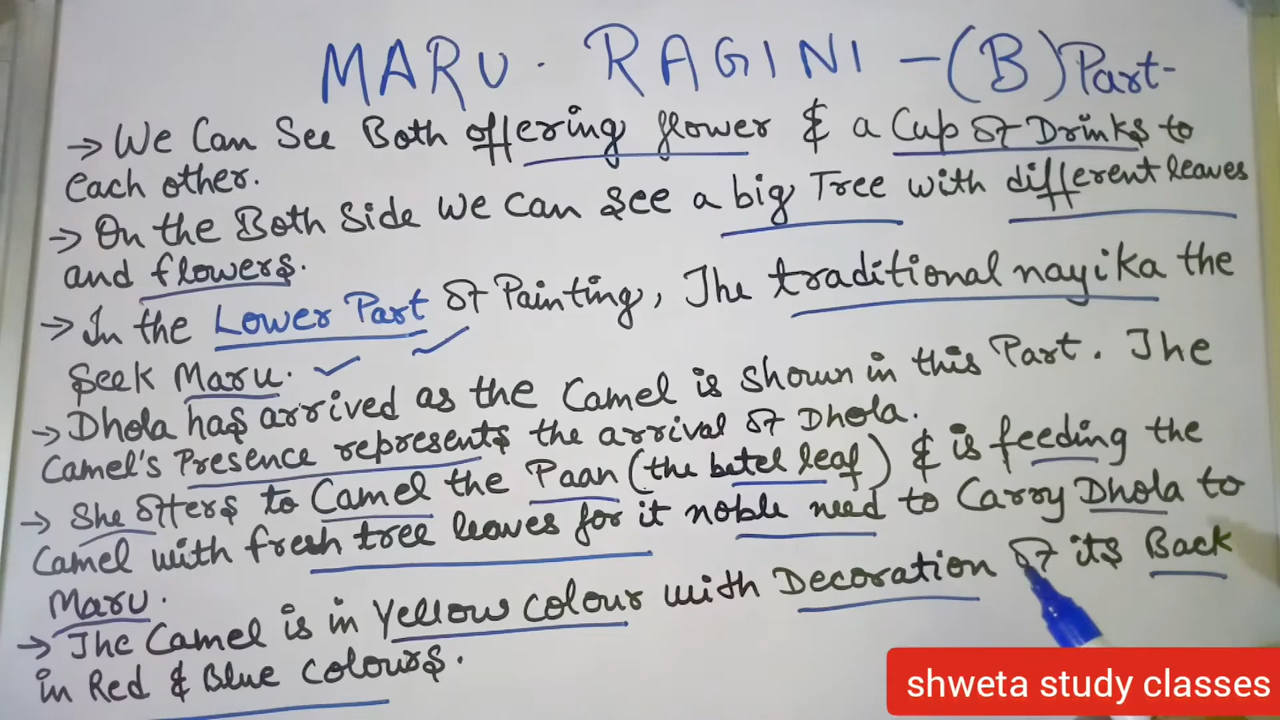 MARU. RAGINI - (B) Part-
→ We Can See Both offering flower & a Cup of Drinks to
each other.
→ On the Both Side we can see a big Tree with different leaves
and flowers.
→ In the Lower Part of Painting, The traditional nayika the
Seek Maru.
→ Dhola has arrived as the Camel is shown in this Part. The
Camel's Presence represents the arrival of Dhola.
→ She offers to Camel the Paan (the betel leaf) & is feeding the
Camel with fresh tree leaves for it noble need to Carry Dhola to
Maru.
→ The Camel is in Yellow colour with Decoration of its Back
in Red & Blue colours.
shweta study classes